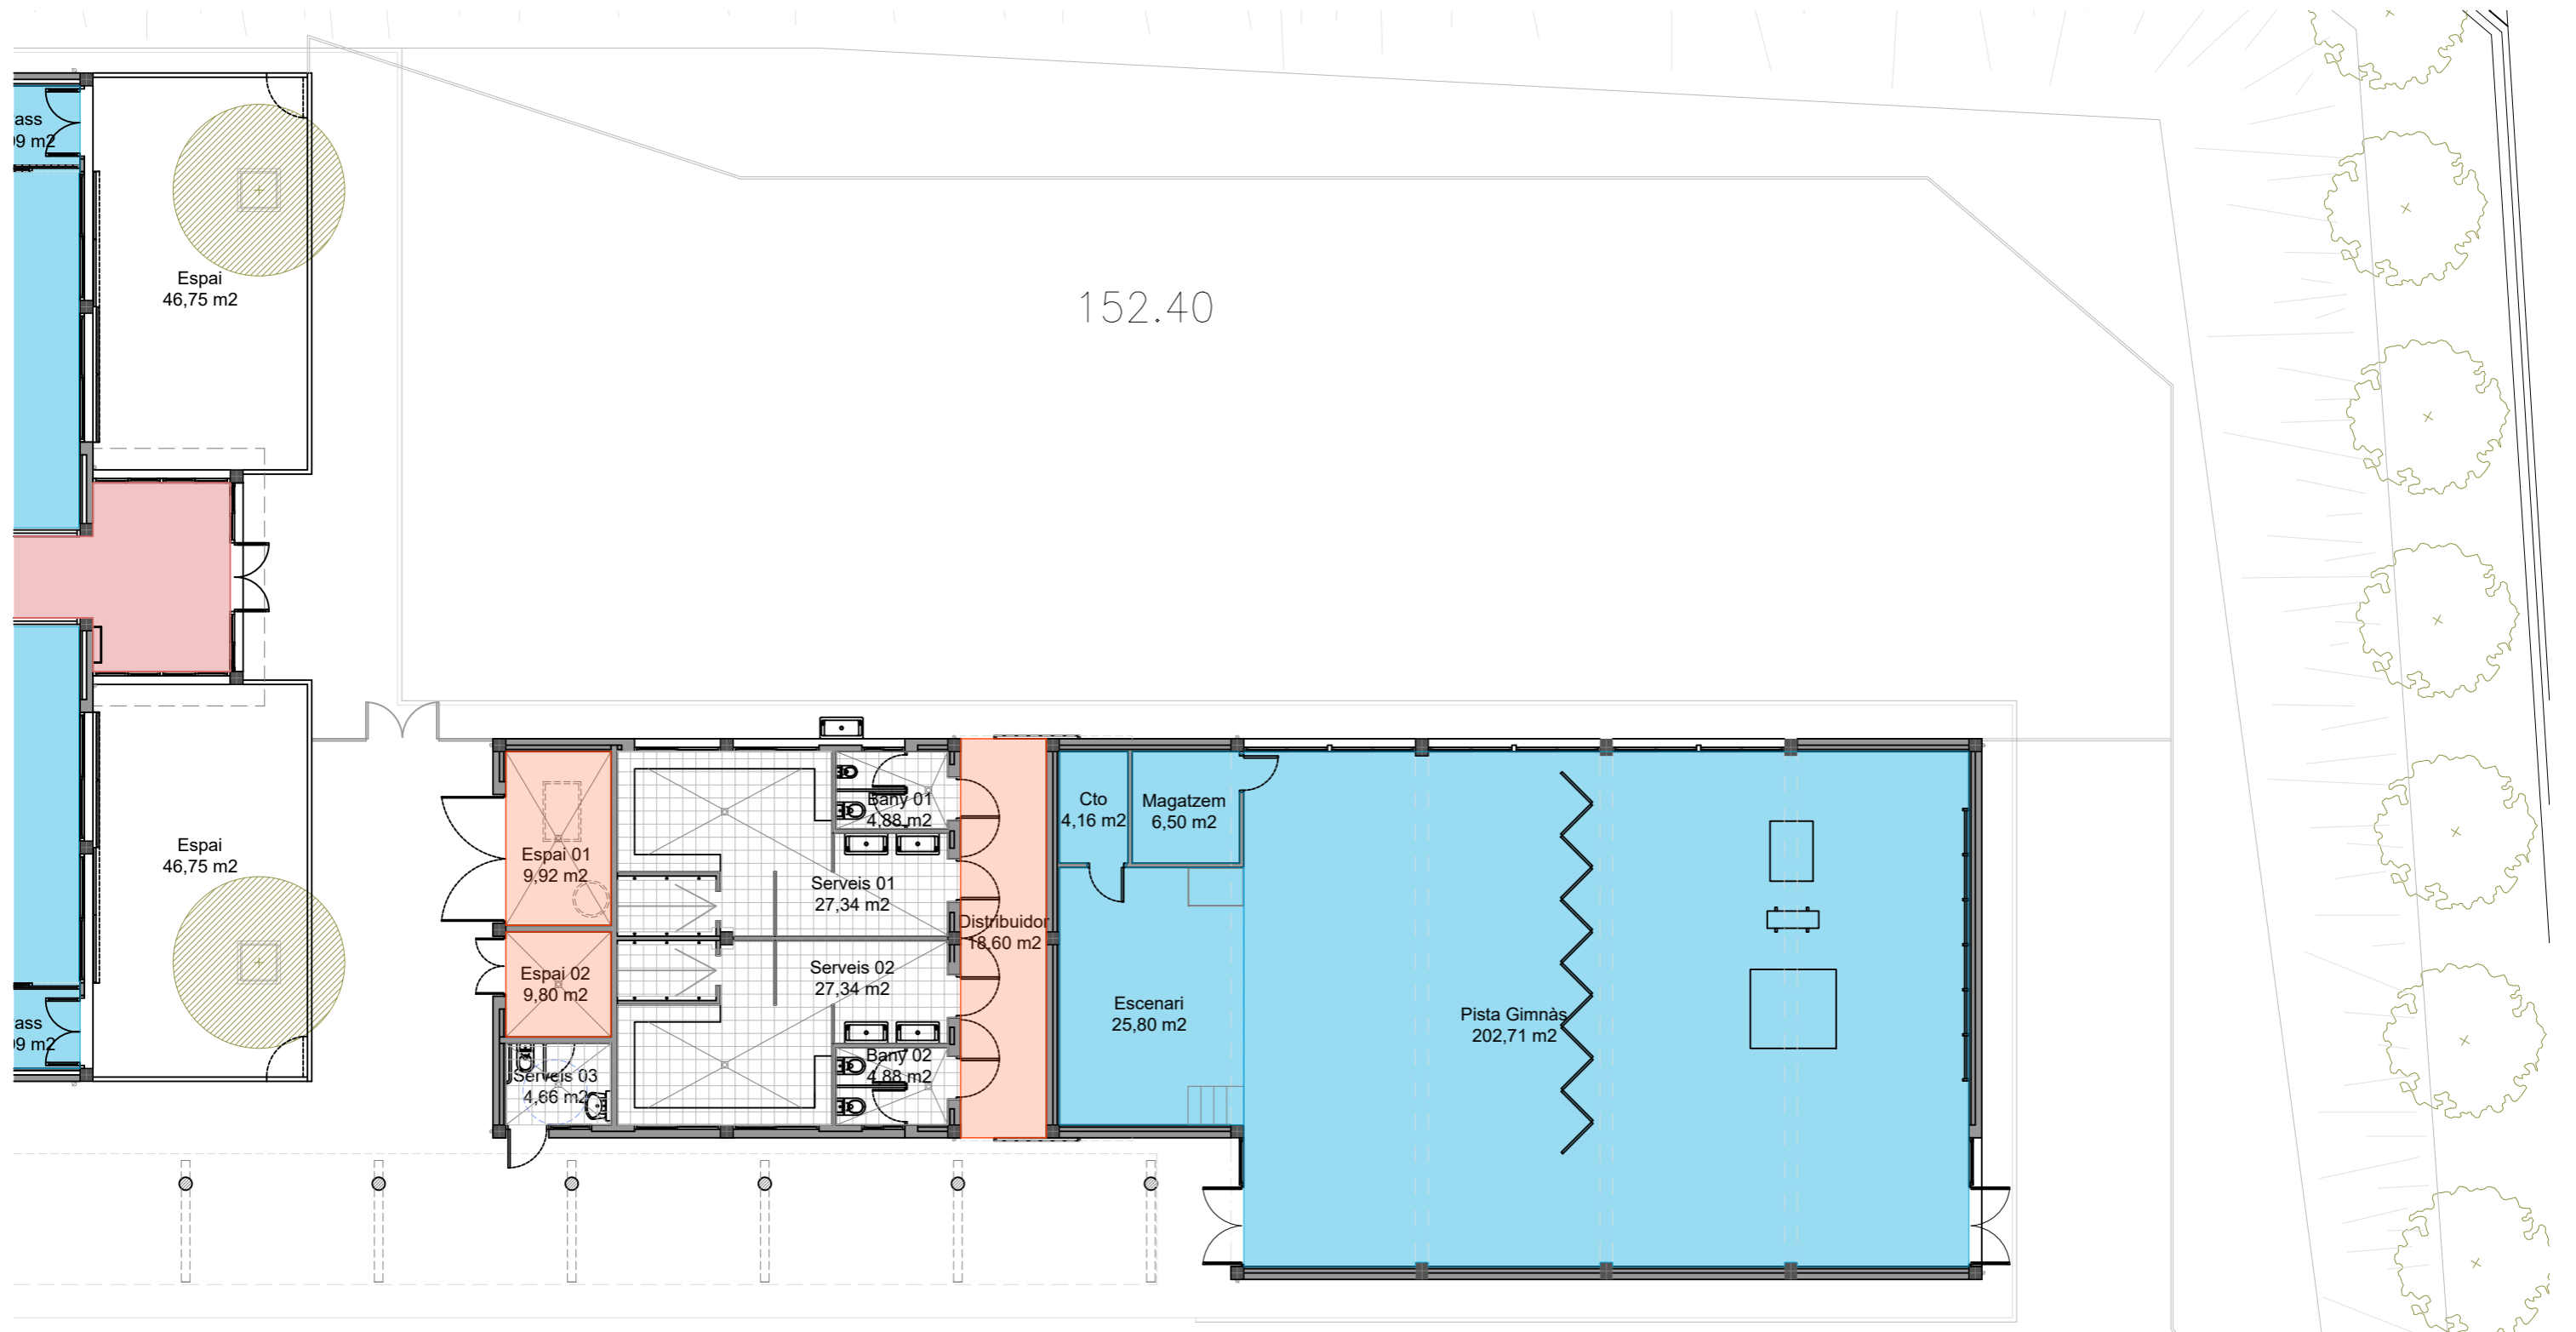 ass
99 m2
Espai
46,75 m2
152.40
Espai
46,75 m2
ass
99 m2
Espai 01
9,92 m2
Espai 02
9,80 m2
Serveis 03
4,66 m2
Bany 01
4,88 m2
Serveis 01
27,34 m2
Serveis 02
27,34 m2
Bany 02
4,88 m2
Distribuidor
18,60 m2
Cto
4,16 m2
Magatzem
6,50 m2
Escenari
25,80 m2
Pista Gimnàs
202,71 m2